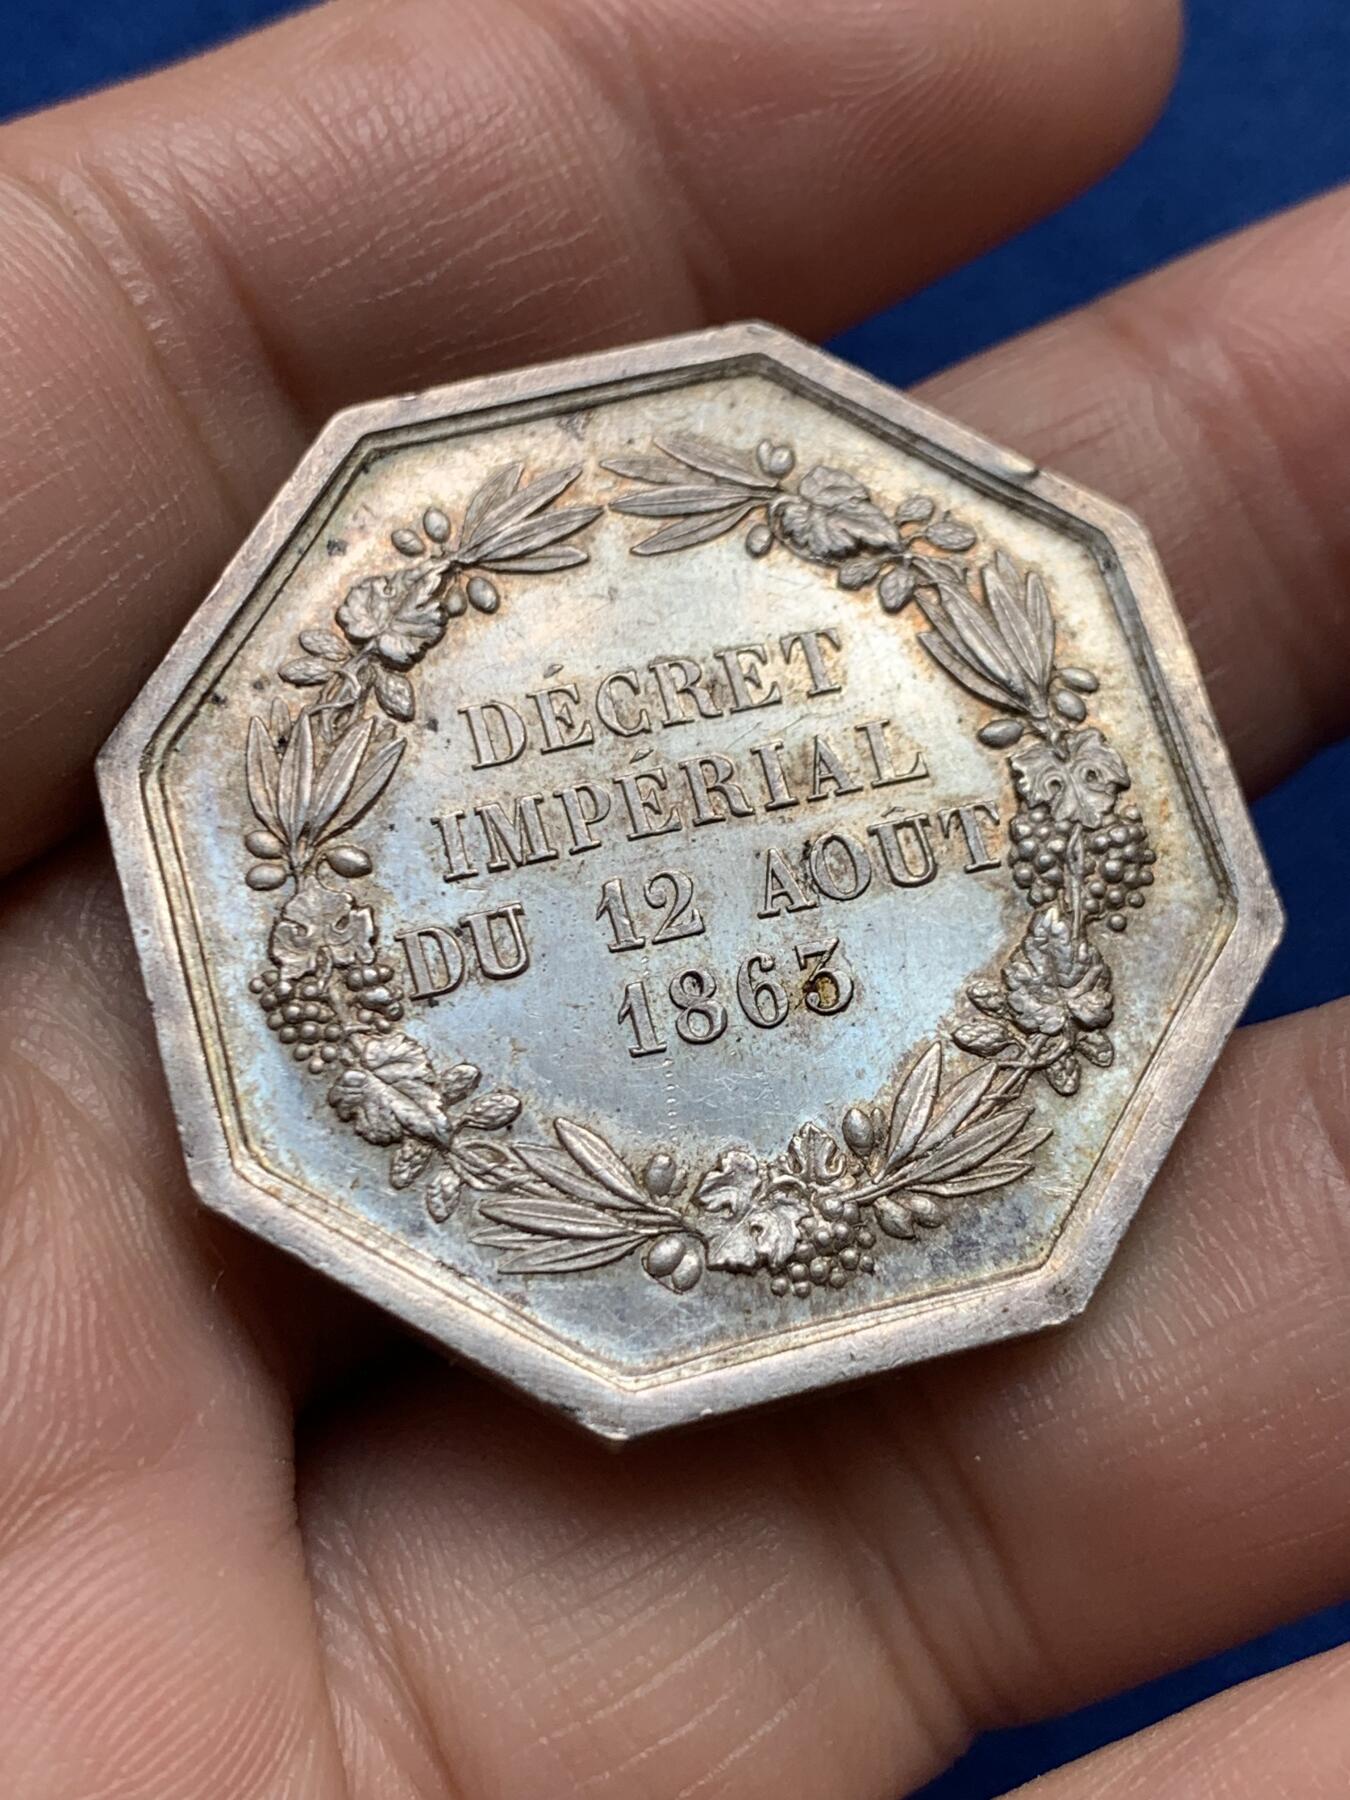 DÉCRET
IMPÉRIAL
DU 12 AOÛT
1863